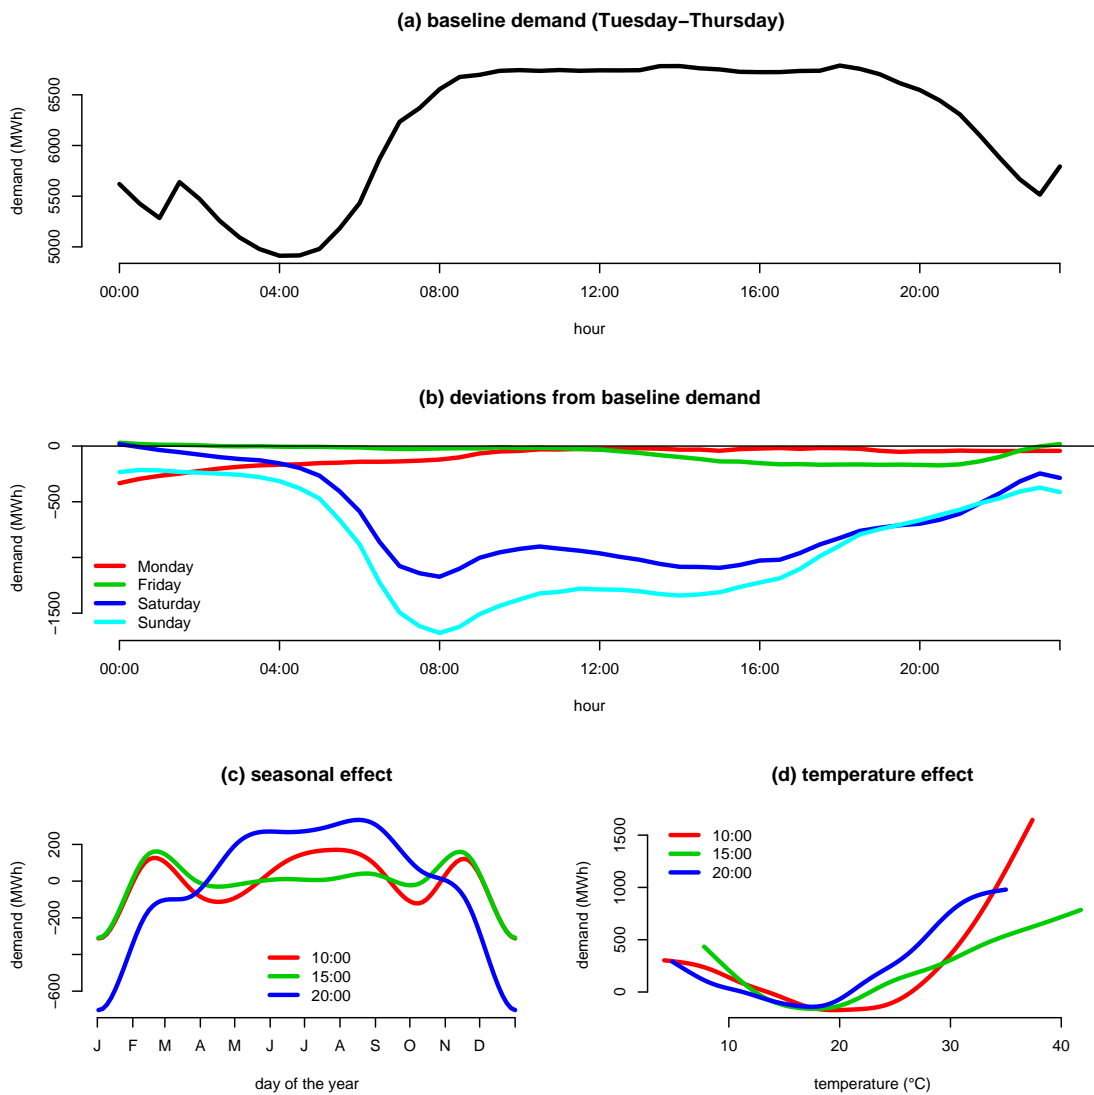 (a) baseline demand (Tuesday−Thursday)
demand (MWh)
6500
6000
5500
5000
00:00 04:00 08:00 12:00 16:00 20:00
hour
(b) deviations from baseline demand
demand (MWh)
0
−500
−1500
Monday
Friday
Saturday
Sunday
00:00 04:00 08:00 12:00 16:00 20:00
hour
(c) seasonal effect
demand (MWh)
200
0
−200
−600
10:00
15:00
20:00
J F M A M J J A S O N D
day of the year
(d) temperature effect
demand (MWh)
1500
1000
500
0
10:00
15:00
20:00
10 20 30 40
temperature (°C)